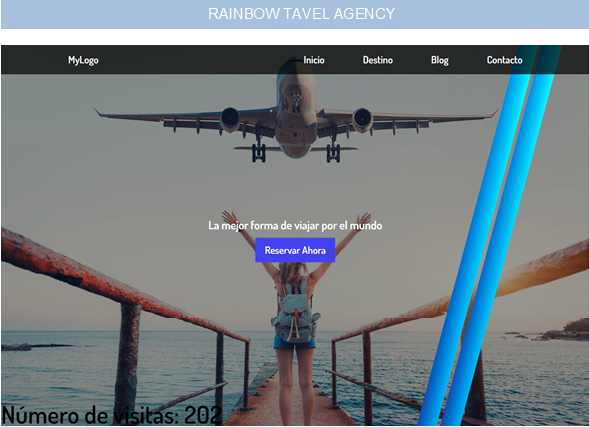 RAINBOW TAVEL AGENCY
MyLogo Inicio Destino Blog Contacto
La mejor forma de viajar por el mundo
Reservar Ahora
Número de visitas: 202